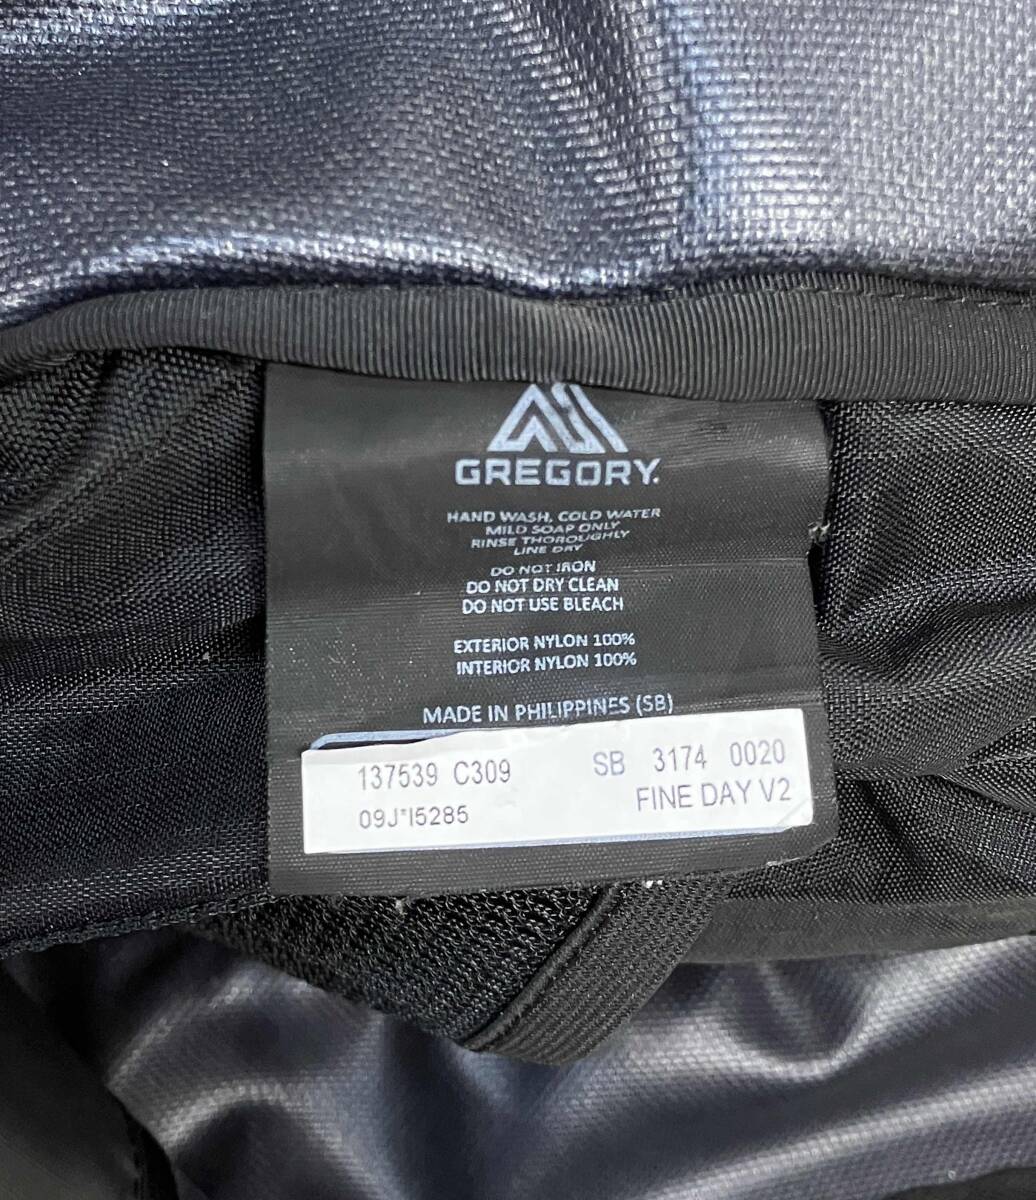 GREGORY.
HAND WASH, COLD WATER
MILD SOAP ONLY
RINSE THOROUGHLY
LINE DRY
DO NOT IRON
DO NOT DRY CLEAN
DO NOT USE BLEACH
EXTERIOR NYLON 100%
INTERIOR NYLON 100%
MADE IN PHILIPPINES (SB)
137539 C309 SB 3174 0020
09J*I5285 FINE DAY V2